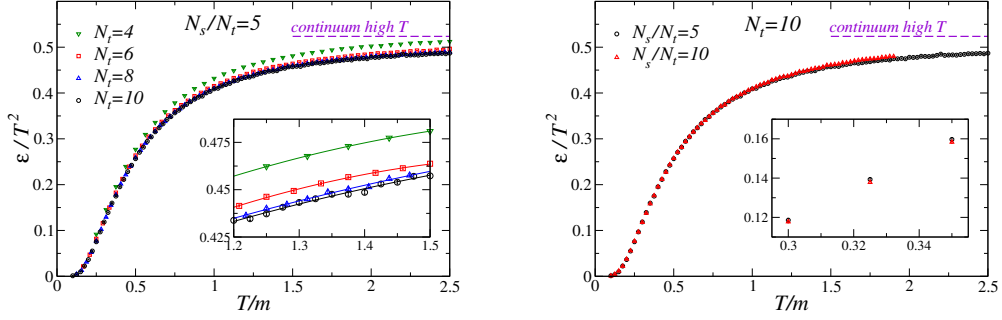 N_s/N_t=5
continuum high T
N_t=4
N_t=6
N_t=8
N_t=10
ε/T^2
0.5
0.4
0.3
0.2
0.1
0
0.475
0.45
0.425
1.2 1.3 1.4 1.5
0 0.5 1 1.5 2 2.5
T/m
N_t=10
continuum high T
N_s/N_t=5
N_s/N_t=10
ε/T^2
0.5
0.4
0.3
0.2
0.1
0
0.16
0.14
0.12
0.3 0.32 0.34
0 0.5 1 1.5 2 2.5
T/m